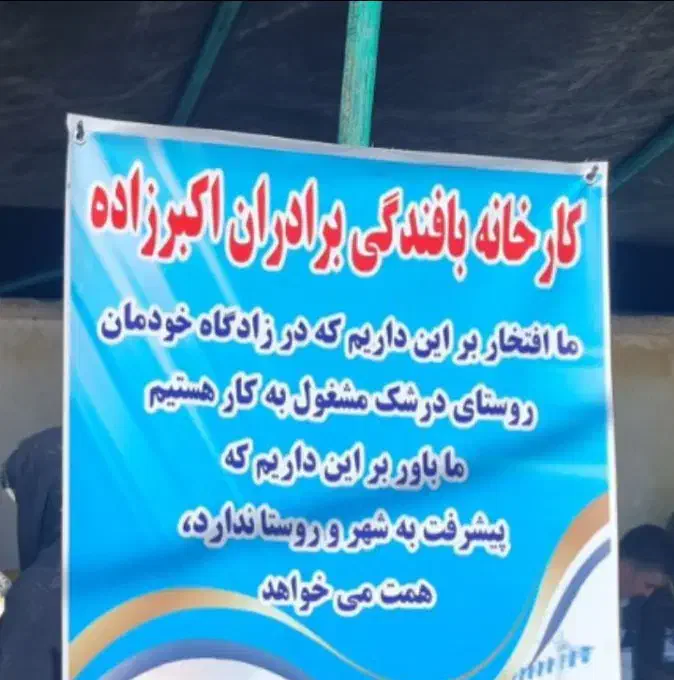 کارخانه بافندگی برادران اکبرزاده
ما افتخار بر این داریم که در زادگاه خودمان
روستای درشک مشغول به کار هستیم
ما باور بر این داریم که
پیشرفت به شهر و روستا ندارد،
همت می خواهد